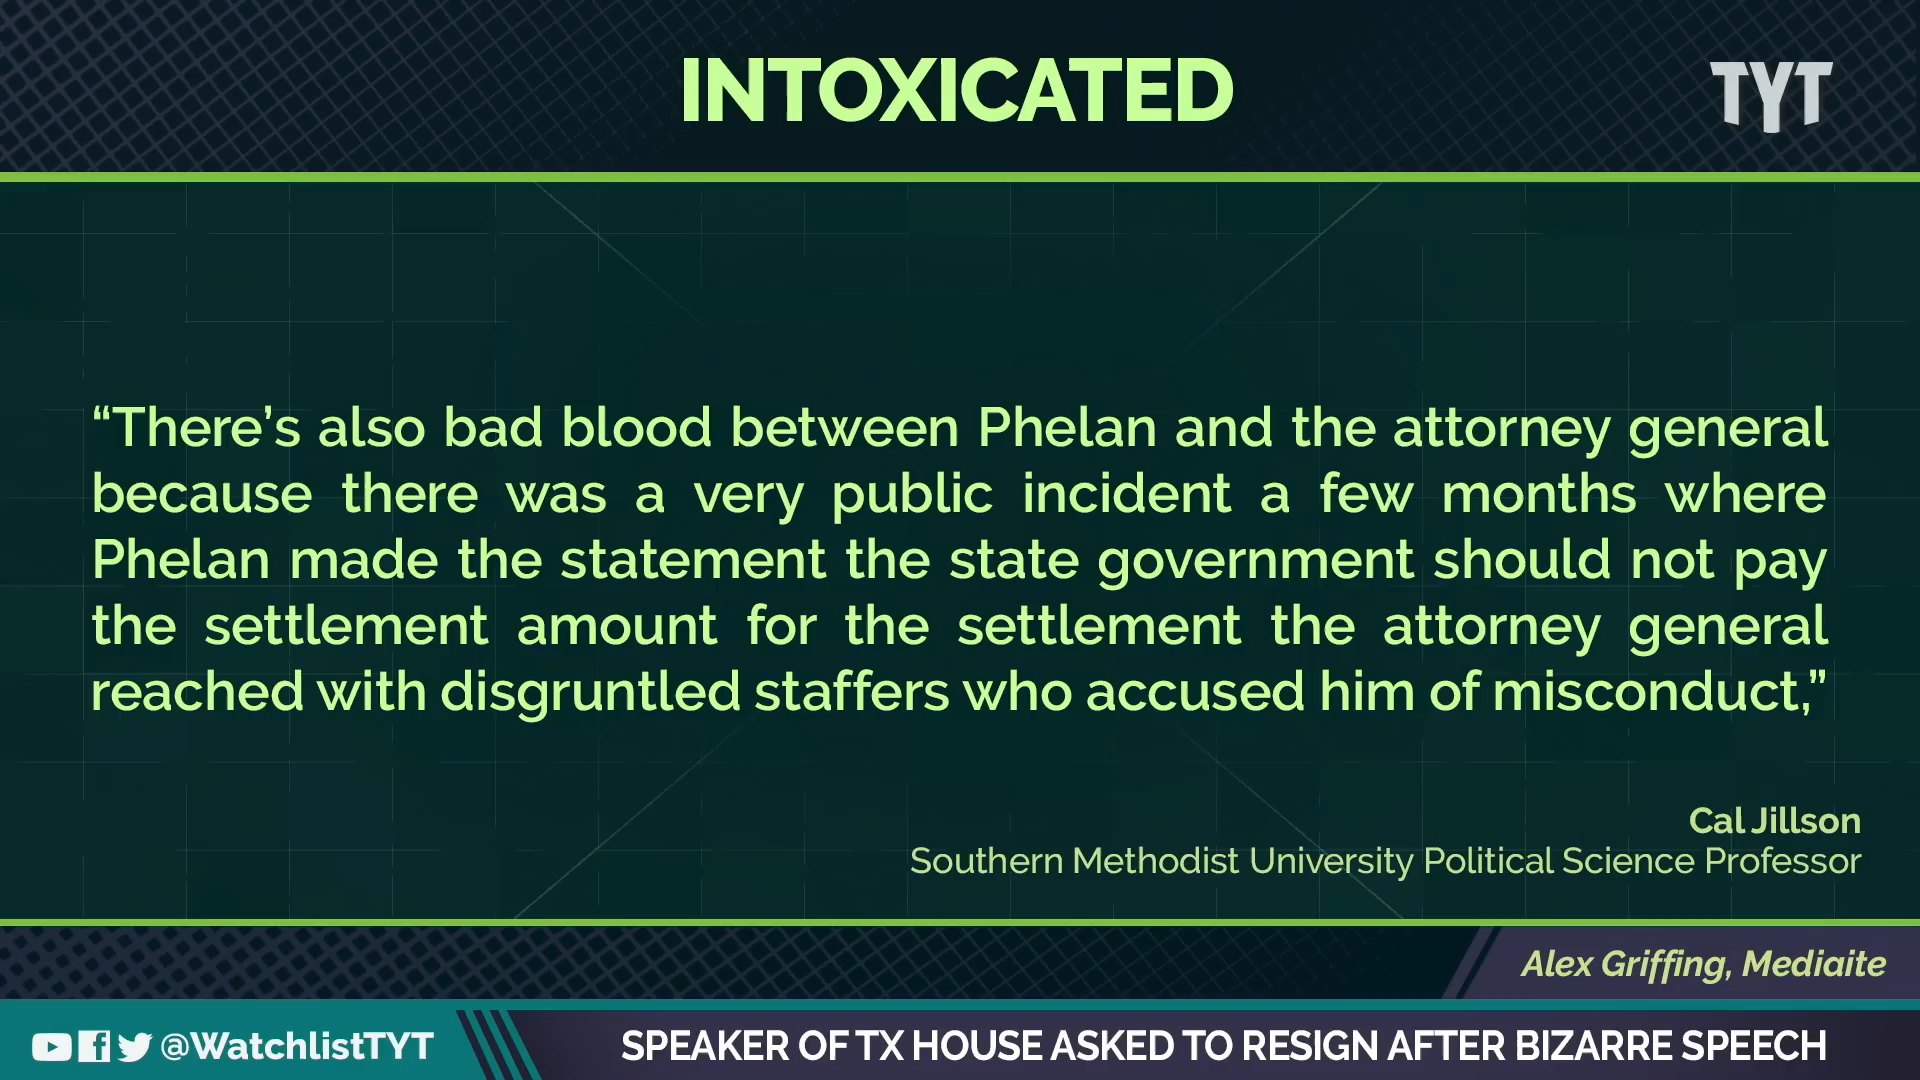 INTOXICATED
TYT
“There’s also bad blood between Phelan and the attorney general
because there was a very public incident a few months where
Phelan made the statement the state government should not pay
the settlement amount for the settlement the attorney general
reached with disgruntled staffers who accused him of misconduct,”
Cal Jillson
Southern Methodist University Political Science Professor
Alex Griffing, Mediaite
@WatchlistTYT
SPEAKER OF TX HOUSE ASKED TO RESIGN AFTER BIZARRE SPEECH